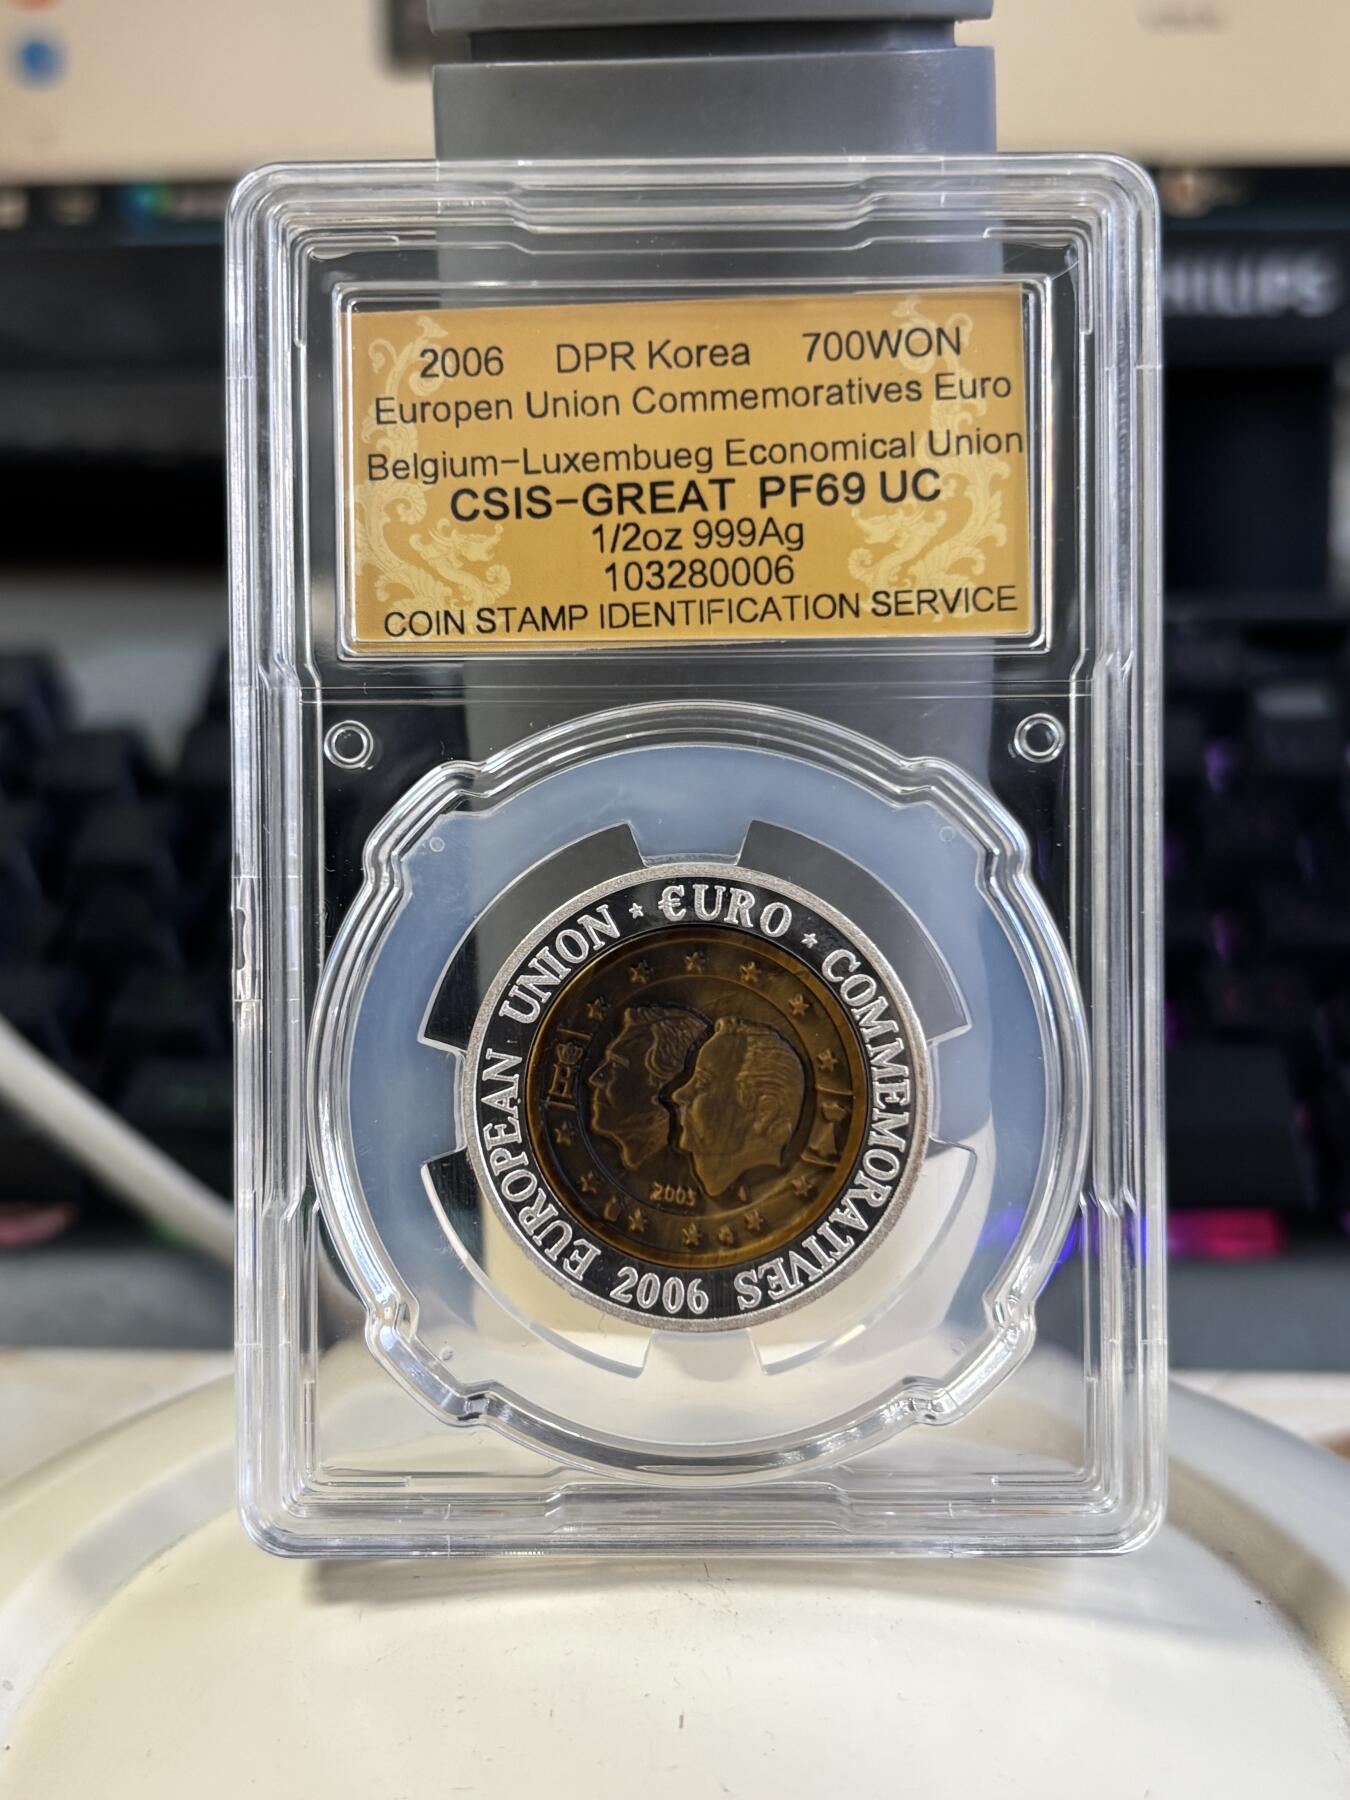 2006 DPR Korea 700WON
Europen Union Commemoratives Euro
Belgium-Luxembueg Economical Union
CSIS-GREAT PF69 UC
1/2oz 999Ag
103280006
COIN STAMP IDENTIFICATION SERVICE
EUROPEAN UNION ★ €URO ★ COMMEMORATIVES
2006
2005
PHILIPS